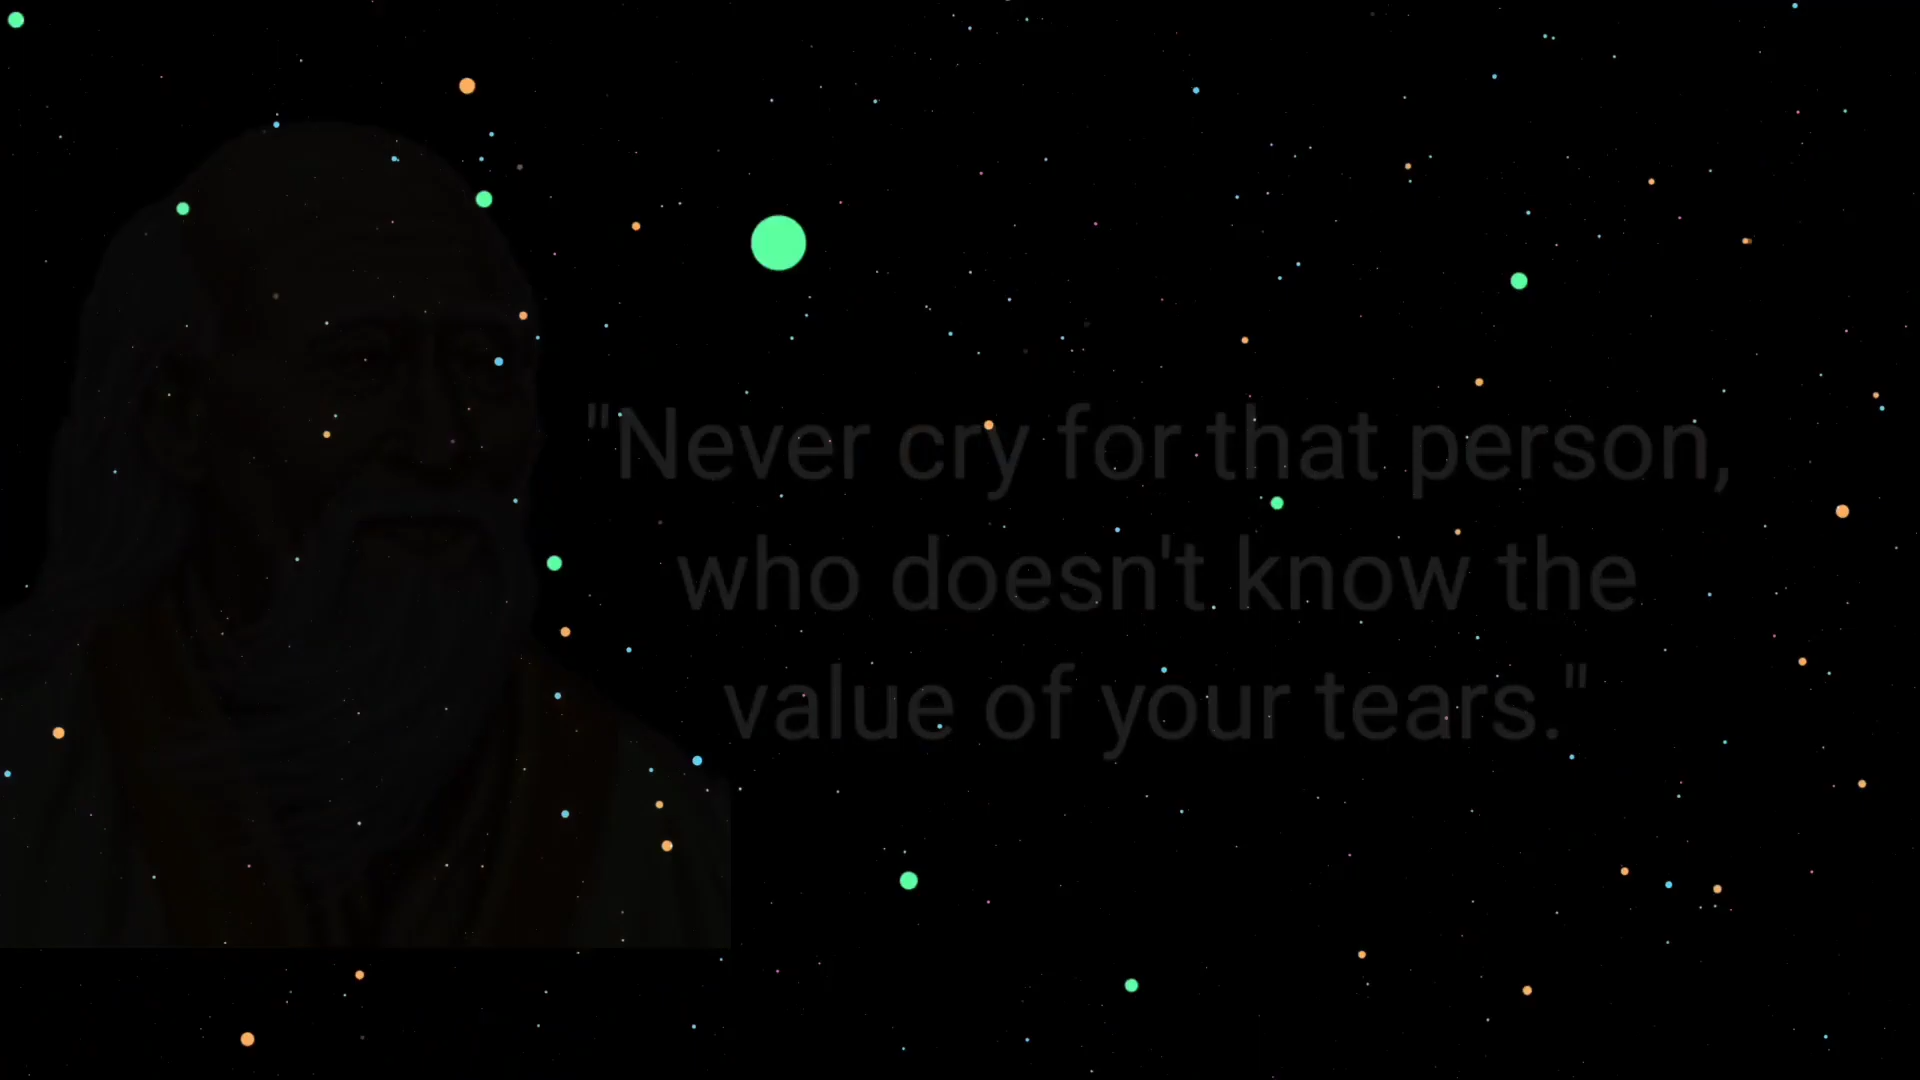 "Never cry for that person,
who doesn't know the
value of your tears."